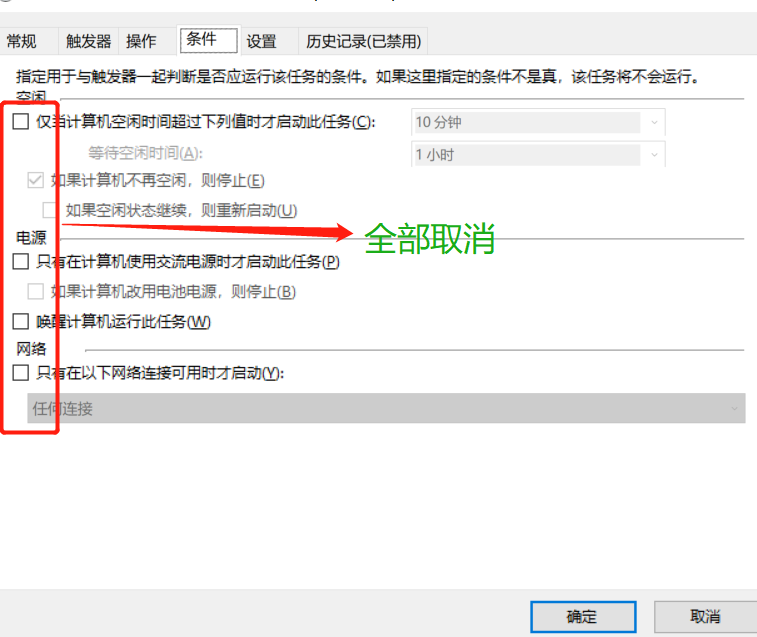 常规 触发器 操作 条件 设置 历史记录(已禁用)
指定用于与触发器一起判断是否应运行该任务的条件。如果这里指定的条件不是真，该任务将不会运行。
空闲
仅当计算机空闲时间超过下列值时才启动此任务(C): 10 分钟
等待空闲时间(A): 1 小时
如果计算机不再空闲，则停止(E)
如果空闲状态继续，则重新启动(U)
全部取消
电源
只有在计算机使用交流电源时才启动此任务(P)
如果计算机改用电池电源，则停止(B)
唤醒计算机运行此任务(W)
网络
只有在以下网络连接可用时才启动(Y):
任何连接
确定 取消